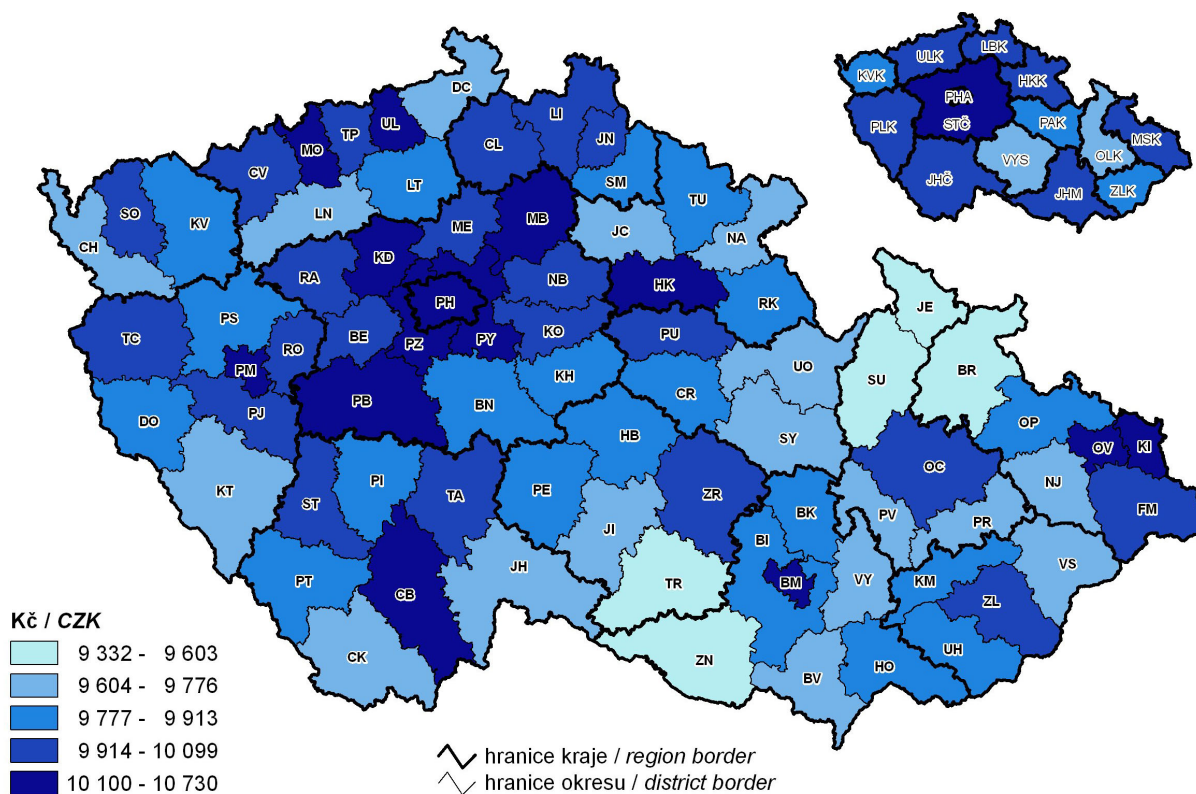 DC
UL
TP
MO
CV
LI
CL
JN
LT
SM
SO
KV
LN
CH
TU
MB
ME
JC
NA
KD
RA
NB
HK
PH
RK
PS
TC
RO
BE
PZ
PY
KO
PU
PM
KH
UO
PB
BN
CR
PJ
DO
HB
SY
JE
SU
BR
OP
OV
KI
OC
NJ
FM
KT
ST
PI
TA
PE
ZR
JI
BK
BI
PV
PR
VS
PT
CB
JH
TR
BM
VY
KM
ZL
CK
ZN
BV
HO
UH
KVK
ULK
LBK
HKK
PHA
STČ
PLK
PAK
MSK
VYS
OLK
JHČ
JHM
ZLK
Kč / CZK
9 332 - 9 603
9 604 - 9 776
9 777 - 9 913
9 914 - 10 099
10 100 - 10 730
hranice kraje / region border
hranice okresu / district border